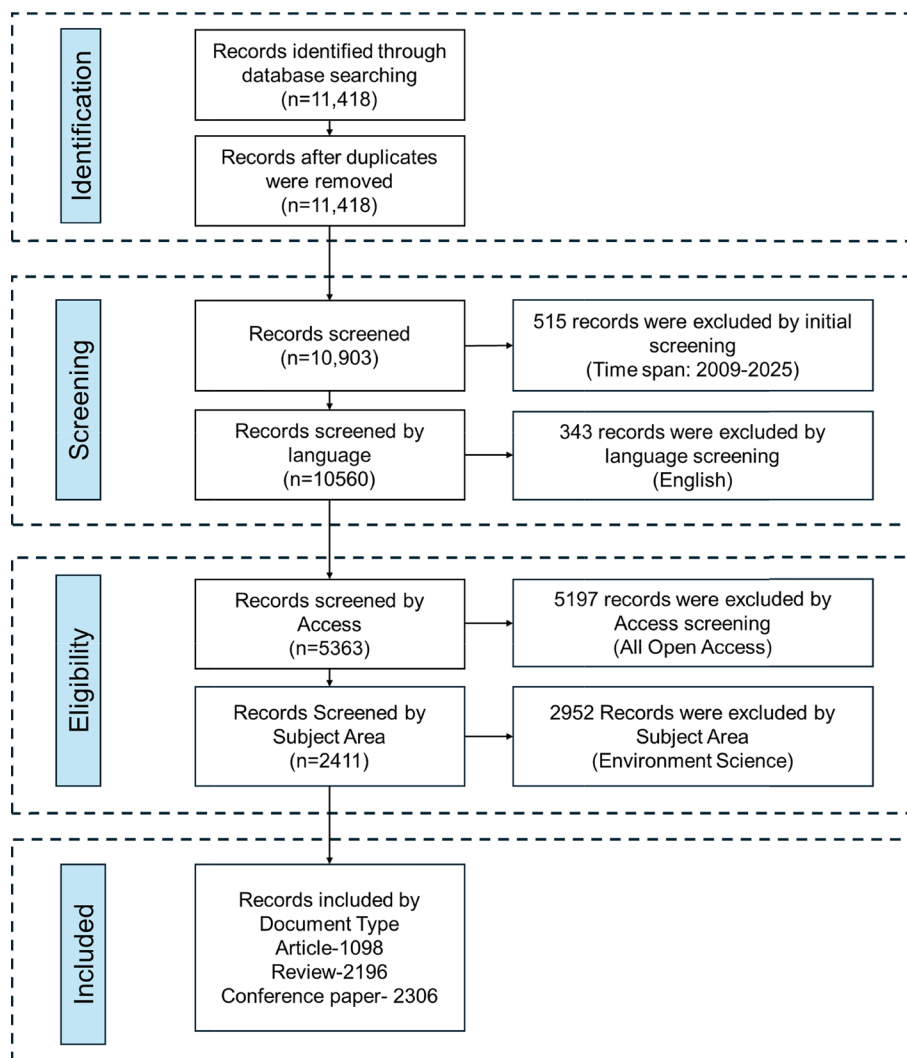 Identification
Records identified through
database searching
(n=11,418)
Records after duplicates
were removed
(n=11,418)
Screening
Records screened
(n=10,903)
515 records were excluded by initial
screening
(Time span: 2009-2025)
Records screened by
language
(n=10560)
343 records were excluded by
language screening
(English)
Eligibility
Records screened by
Access
(n=5363)
5197 records were excluded by
Access screening
(All Open Access)
Records Screened by
Subject Area
(n=2411)
2952 Records were excluded by
Subject Area
(Environment Science)
Included
Records included by
Document Type
Article-1098
Review-2196
Conference paper- 2306